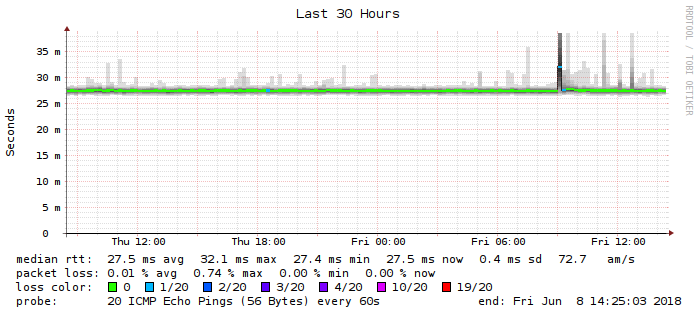 Last 30 Hours
RRDTOOL / TOBI OETIKER
Seconds
35 m
30 m
25 m
20 m
15 m
10 m
5 m
0
Thu 12:00 Thu 18:00 Fri 00:00 Fri 06:00 Fri 12:00
median rtt: 27.5 ms avg 32.1 ms max 27.4 ms min 27.5 ms now 0.4 ms sd 72.7 am/s
packet loss: 0.01 % avg 0.74 % max 0.00 % min 0.00 % now
loss color: 0 1/20 2/20 3/20 4/20 10/20 19/20
probe: 20 ICMP Echo Pings (56 Bytes) every 60s end: Fri Jun 8 14:25:03 2018